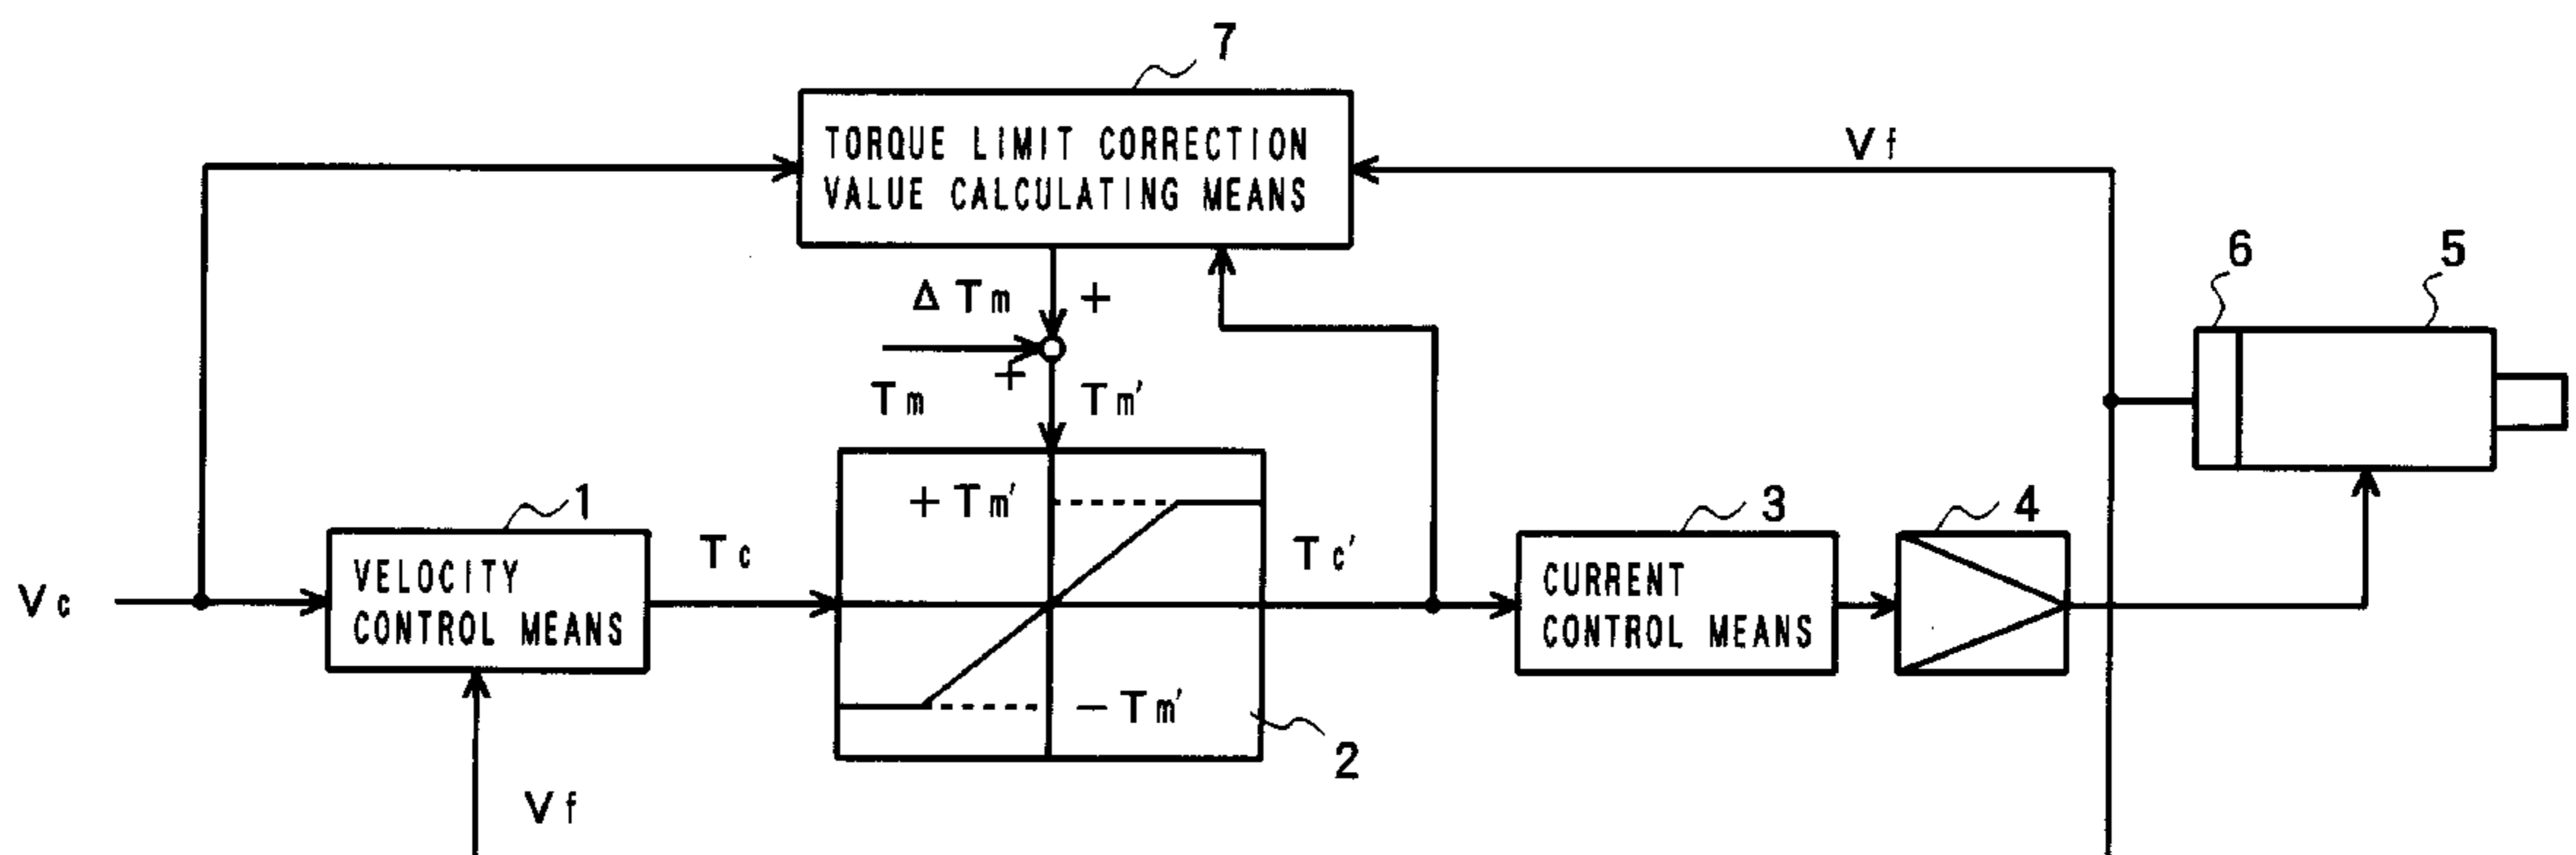 7
TORQUE LIMIT CORRECTION
VALUE CALCULATING MEANS
Vf
6
5
ΔTm
+
+
Tm
Tm'
+Tm'
1
3
4
Vc
VELOCITY
CONTROL MEANS
Tc
Tc'
CURRENT
CONTROL MEANS
-Tm'
2
Vf